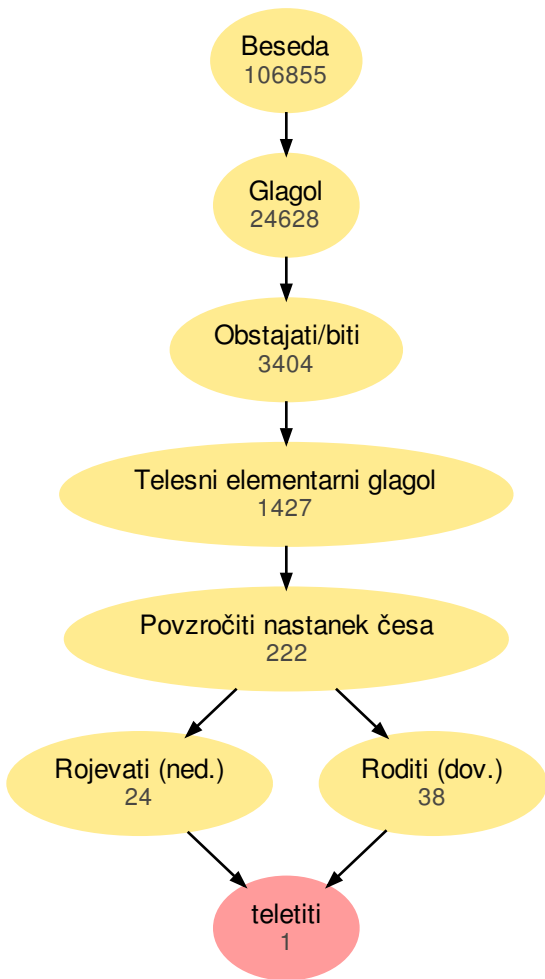 Beseda
106855
Glagol
24628
Obstajati/biti
3404
Telesni elementarni glagol
1427
Povzročiti nastanek česa
222
Rojevati (ned.)
24
Roditi (dov.)
38
teletiti
1